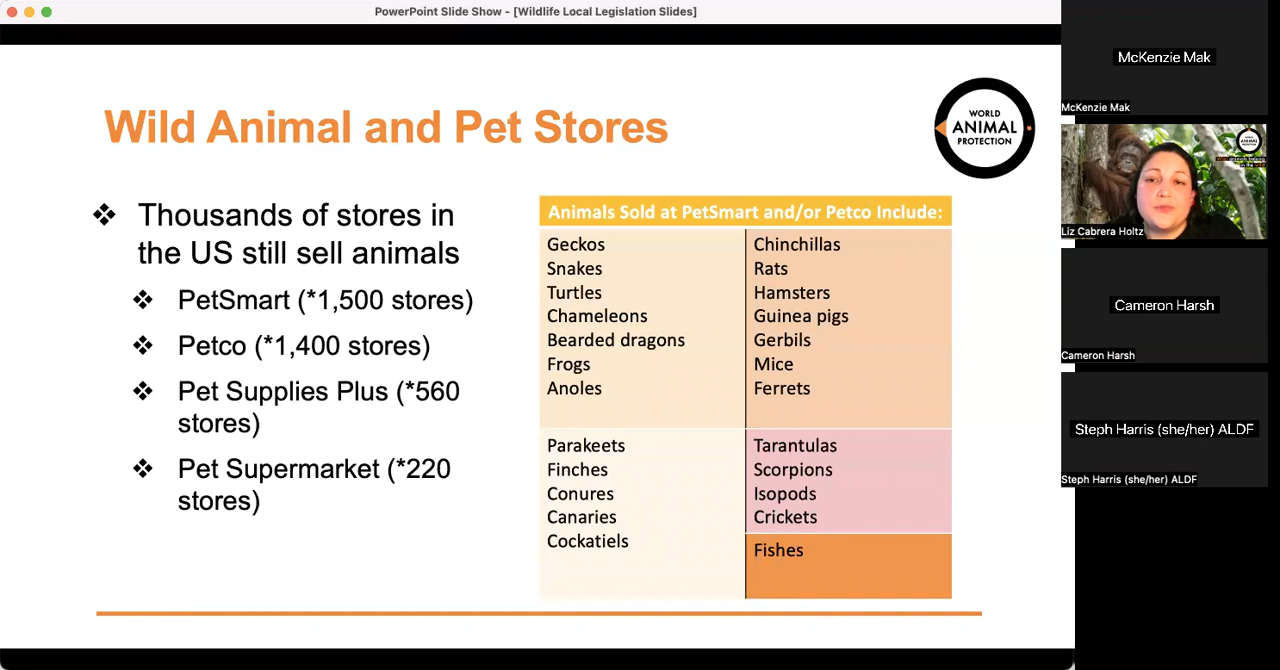 PowerPoint Slide Show - [Wildlife Local Legislation Slides]
Wild Animal and Pet Stores
WORLD
ANIMAL
PROTECTION
Thousands of stores in
the US still sell animals
PetSmart (*1,500 stores)
Petco (*1,400 stores)
Pet Supplies Plus (*560
stores)
Pet Supermarket (*220
stores)
Animals Sold at PetSmart and/or Petco Include:
Geckos
Snakes
Turtles
Chameleons
Bearded dragons
Frogs
Anoles
Chinchillas
Rats
Hamsters
Guinea pigs
Gerbils
Mice
Ferrets
Parakeets
Finches
Conures
Canaries
Cockatiels
Tarantulas
Scorpions
Isopods
Crickets
Fishes
McKenzie Mak
McKenzie Mak
ANIMAL
Liz Cabrera Holtz
Cameron Harsh
Cameron Harsh
Steph Harris (she/her) ALDF
Steph Harris (she/her) ALDF